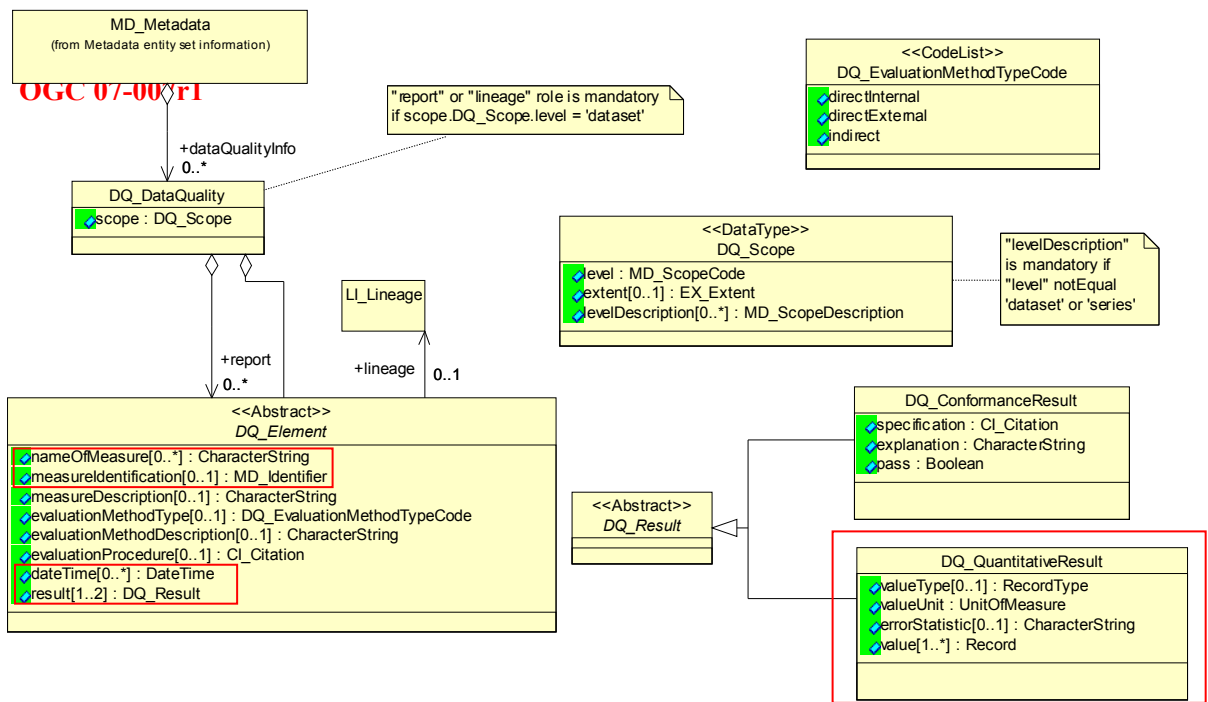 MD_Metadata
(from Metadata entity set information)
OGC 07-00 r1
+dataQualityInfo
0..*
"report" or "lineage" role is mandatory
if scope.DQ_Scope.level = 'dataset'
<<CodeList>>
DQ_EvaluationMethodTypeCode
directInternal
directExternal
indirect
DQ_DataQuality
scope : DQ_Scope
<<DataType>>
DQ_Scope
level : MD_ScopeCode
extent[0..1] : EX_Extent
levelDescription[0..*] : MD_ScopeDescription
"levelDescription"
is mandatory if
"level" notEqual
'dataset' or 'series'
LI_Lineage
+report
0..*
+lineage
0..1
<<Abstract>>
DQ_Element
nameOfMeasure[0..*] : CharacterString
measureIdentification[0..1] : MD_Identifier
measureDescription[0..1] : CharacterString
evaluationMethodType[0..1] : DQ_EvaluationMethodTypeCode
evaluationMethodDescription[0..1] : CharacterString
evaluationProcedure[0..1] : CI_Citation
dateTime[0..*] : DateTime
result[1..2] : DQ_Result
<<Abstract>>
DQ_Result
DQ_ConformanceResult
specification : CI_Citation
explanation : CharacterString
pass : Boolean
DQ_QuantitativeResult
valueType[0..1] : RecordType
valueUnit : UnitOfMeasure
errorStatistic[0..1] : CharacterString
value[1..*] : Record